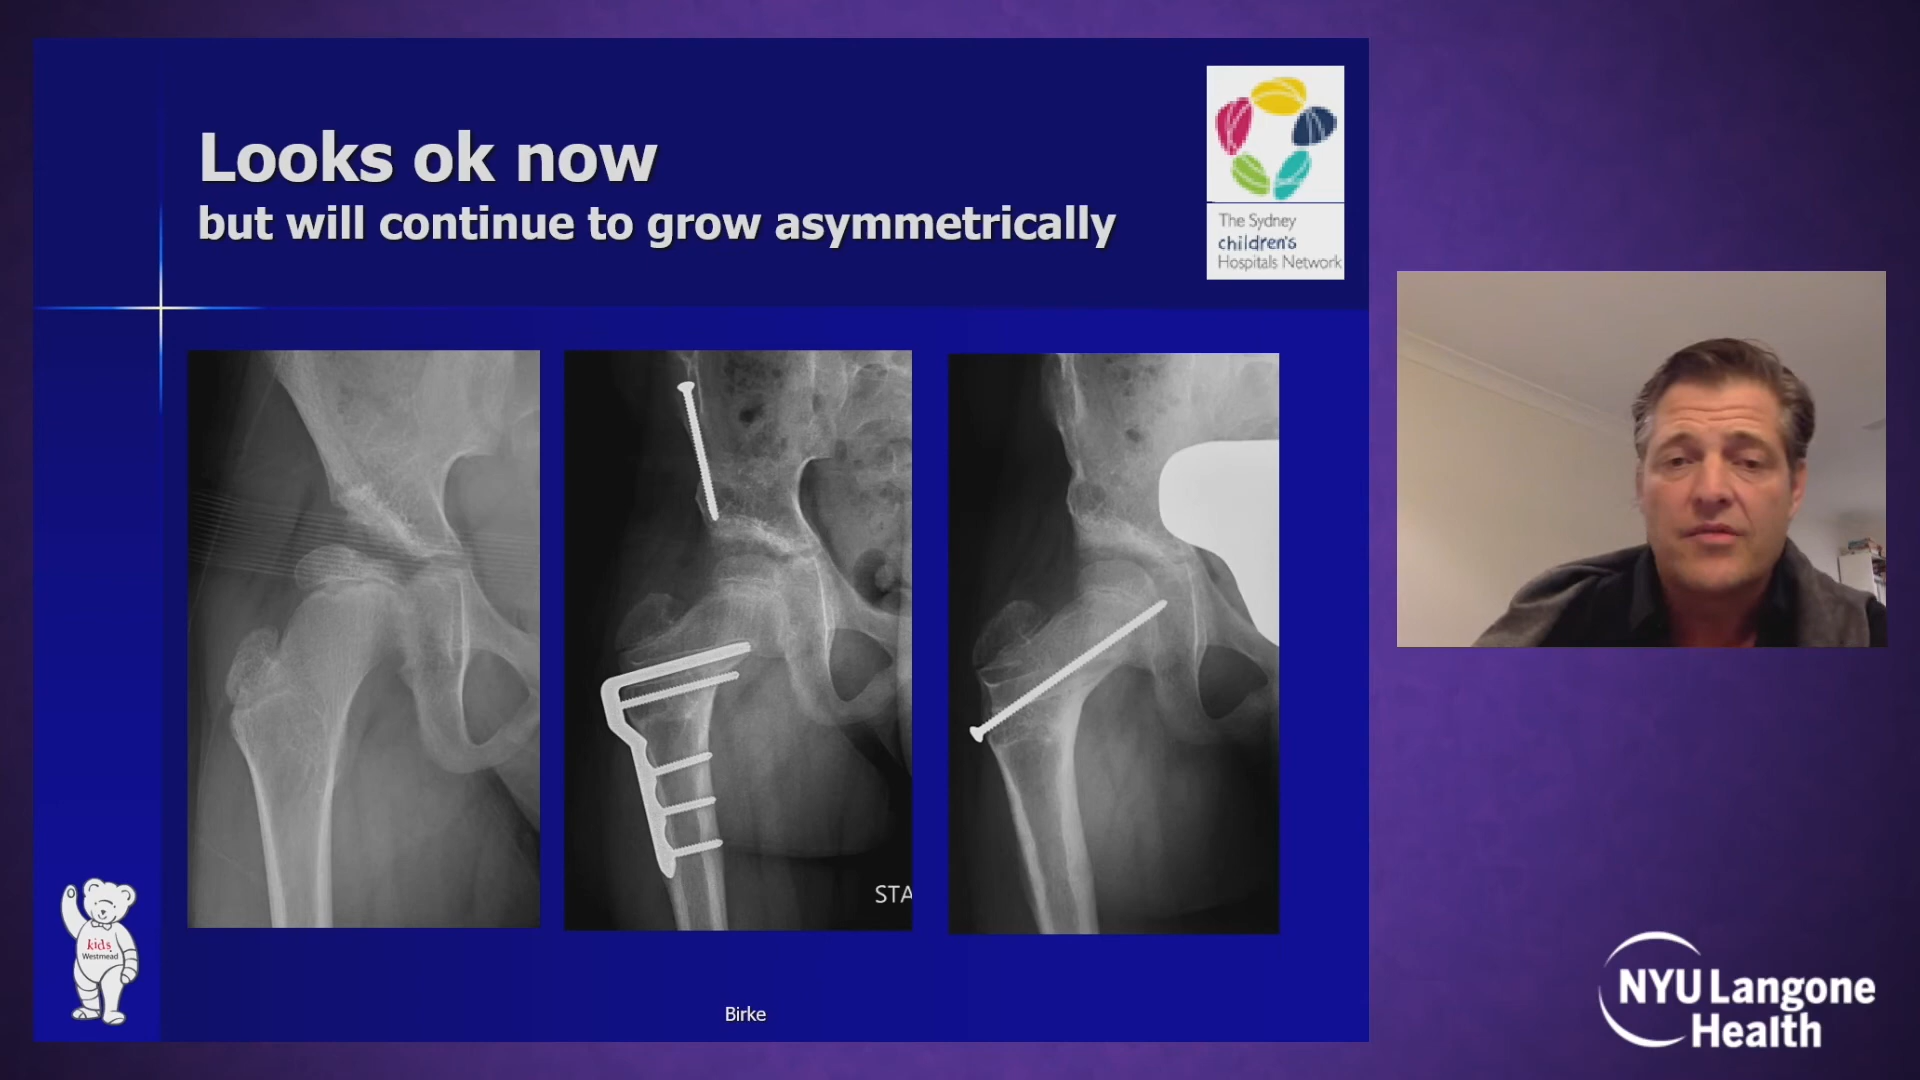 Looks ok now
but will continue to grow asymmetrically
The Sydney
children's
Hospitals Network
STA
kids
Westmead
Birke
NYU Langone
Health